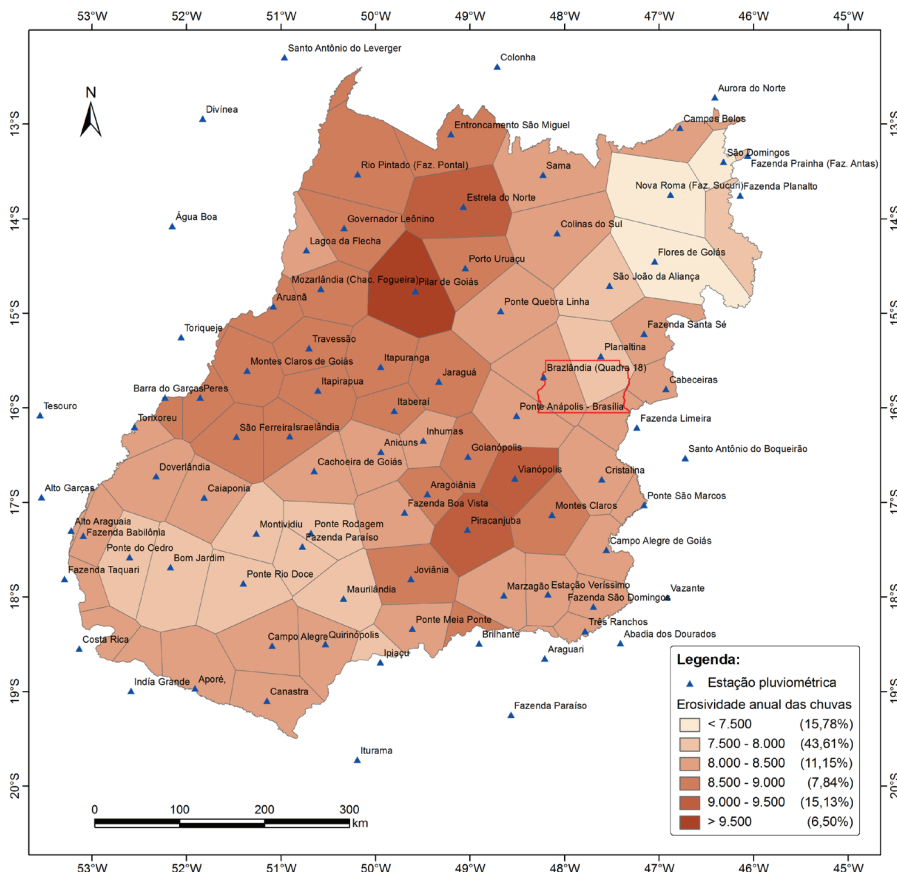 53°W 52°W 51°W 50°W 49°W 48°W 47°W 46°W 45°W
Santo Antônio do Leverger
Colonha
N
Aurora do Norte
Divínea
13°S 13°S
Campos Belos
Entroncamento São Miguel
São Domingos
Fazenda Prainha (Faz. Antas)
Rio Pintado (Faz. Pontal)
Sama
Nova Roma (Faz. Sucuri)
Fazenda Planalto
Estrela do Norte
14°S 14°S
Água Boa
Governador Leônino
Colinas do Sul
Lagoa da Flecha
Porto Uruaçu
Flores de Goiás
Mozarlândia (Chac. Fogueira)
Pilar de Goiás
São João da Aliança
Aruanã
15°S 15°S
Ponte Quebra Linha
Toriqueje
Fazenda Santa Sé
Travessão
Planaltina
Montes Claros de Goiás
Itapuranga
Jaraguá
Brazlândia (Quadra 18)
Barra do Garças
Peres
Itapirapua
Cabeceiras
Tesouro
16°S 16°S
Itaberaí
Ponte Anápolis - Brasília
Torixoreu
Fazenda Limeira
São Ferreira
Israelândia
Inhumas
Anicuns
Goianópolis
Santo Antônio do Boqueirão
Doverlândia
Cachoeira de Goiás
Vianópolis
Cristalina
Alto Garças
17°S 17°S
Caiaponia
Aragoiânia
Ponte São Marcos
Fazenda Boa Vista
Montes Claros
Alto Araguaia
Fazenda Babilônia
Montividiu
Ponte Rodagem
Fazenda Paraíso
Piracanjuba
Campo Alegre de Goiás
Ponte do Cedro
Bom Jardim
Fazenda Taquari
Ponte Rio Doce
Joviânia
18°S 18°S
Maurilândia
Marzagão
Estação Veríssimo
Fazenda São Domingos
Vazante
Costa Rica
Campo Alegre
Quirinópolis
Ponte Meia Ponte
Brilhante
Três Ranchos
Abadia dos Dourados
Ipiaçu
Araguari
19°S 19°S
Indía Grande
Aporé,
Canastra
Fazenda Paraíso
Iturama
20°S 20°S
Legenda:
Estação pluviométrica
Erosividade anual das chuvas
< 7.500 (15,78%)
7.500 - 8.000 (43,61%)
8.000 - 8.500 (11,15%)
8.500 - 9.000 (7,84%)
9.000 - 9.500 (15,13%)
> 9.500 (6,50%)
0 100 200 300
km
53°W 52°W 51°W 50°W 49°W 48°W 47°W 46°W 45°W